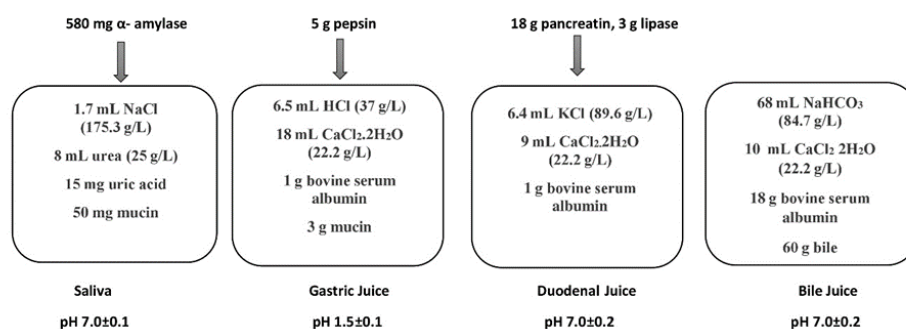 580 mg α- amylase
5 g pepsin
18 g pancreatin, 3 g lipase
1.7 mL NaCl
(175.3 g/L)
8 mL urea (25 g/L)
15 mg uric acid
50 mg mucin
6.5 mL HCl (37 g/L)
18 mL CaCl₂.2H₂O
(22.2 g/L)
1 g bovine serum
albumin
3 g mucin
6.4 mL KCl (89.6 g/L)
9 mL CaCl₂.2H₂O
(22.2 g/L)
1 g bovine serum
albumin
68 mL NaHCO₃
(84.7 g/L)
10 mL CaCl₂ 2H₂O
(22.2 g/L)
18 g bovine serum
albumin
60 g bile
Saliva
Gastric Juice
Duodenal Juice
Bile Juice
pH 7.0±0.1
pH 1.5±0.1
pH 7.0±0.2
pH 7.0±0.2